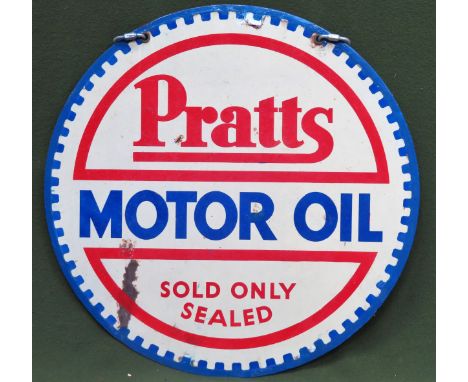 Pratts
MOTOR OIL
SOLD ONLY
SEALED